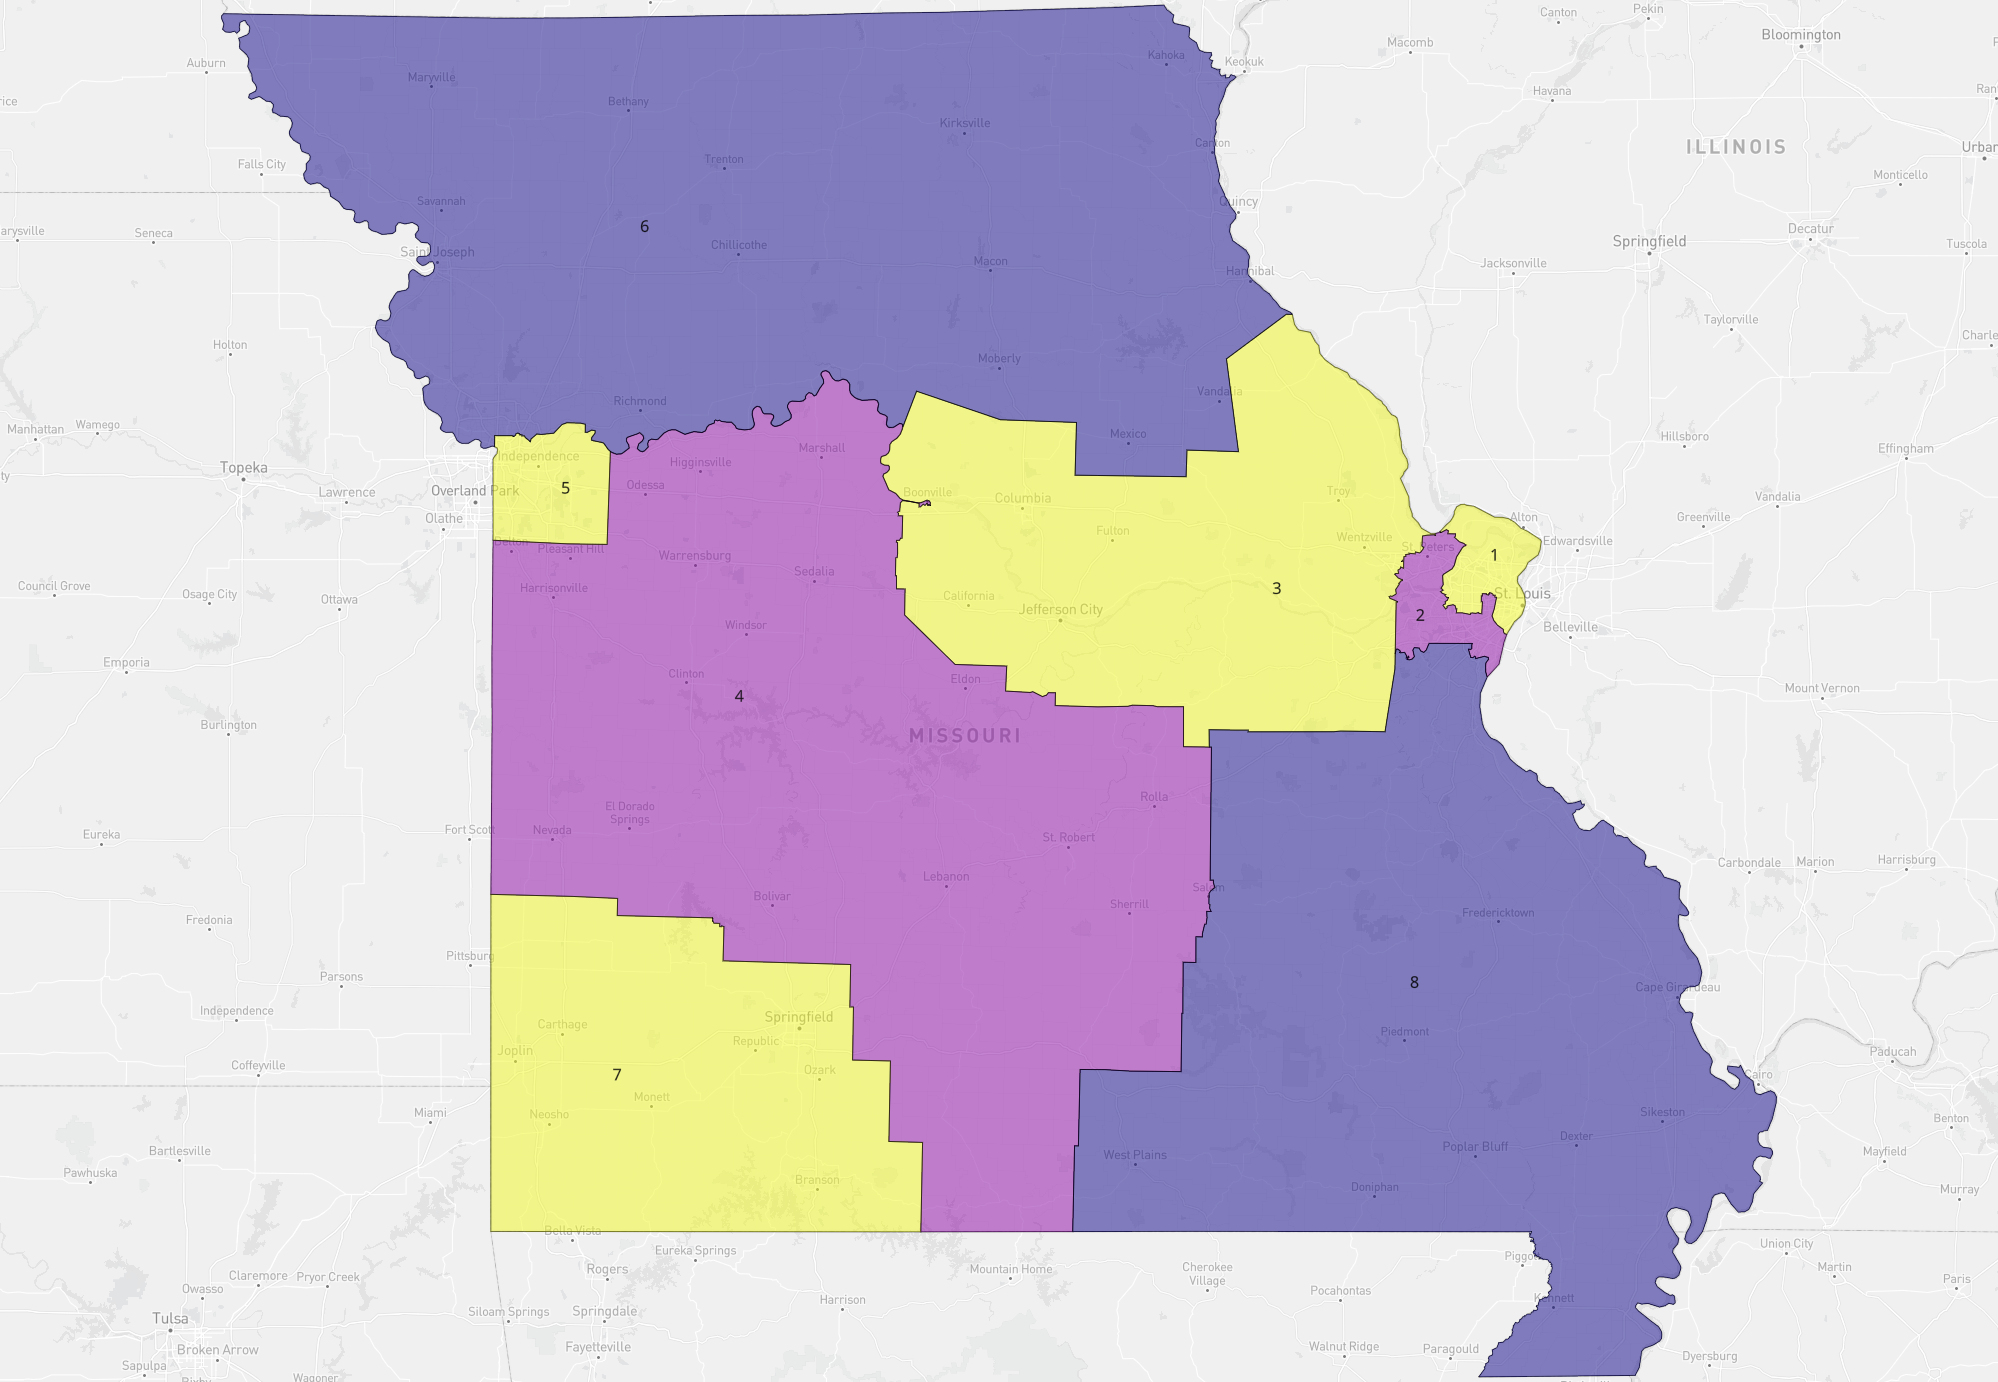 Canton
Pekin
Bloomington
Macomb
Auburn
Kahoka
Keokuk
Maryville
Havana
Bethany
Kirksville
ILLINOIS
Falls City
Trenton
Monticello
Savannah
Quincy
6
Seneca
Chillicothe
Springfield
Decatur
Tuscola
Saint Joseph
Macon
Hannibal
Jacksonville
Taylorville
Holton
Moberly
Vandalia
Richmond
Manhattan
Wamego
Mexico
Hillsboro
Effingham
Marshall
Independence
Higginsville
Topeka
Lawrence
Overland Park
5
Odessa
Boonville
Columbia
Troy
Vandalia
Olathe
Fulton
Alton
Greenville
Wentzville
St. Peters
Edwardsville
Belton
Pleasant Hill
Warrensburg
1
Council Grove
Osage City
Ottawa
Harrisonville
Sedalia
California
Jefferson City
3
St. Louis
2
Windsor
Belleville
Emporia
Clinton
Eldon
4
Mount Vernon
Burlington
MISSOURI
Rolla
El Dorado
Springs
Eureka
Fort Scott
Nevada
St. Robert
Carbondale
Marion
Harrisburg
Lebanon
Salem
Bolivar
Sherrill
Fredonia
Fredericktown
Pittsburg
Parsons
8
Cape Girardeau
Independence
Springfield
Carthage
Republic
Piedmont
Joplin
Paducah
Coffeyville
7
Ozark
Cairo
Monett
Miami
Neosho
Sikeston
Benton
Bartlesville
West Plains
Poplar Bluff
Dexter
Mayfield
Pawhuska
Branson
Doniphan
Murray
Bella Vista
Eureka Springs
Union City
Rogers
Mountain Home
Cherokee
Village
Martin
Claremore
Pryor Creek
Paris
Owasso
Harrison
Pocahontas
Kennett
Tulsa
Siloam Springs
Springdale
Broken Arrow
Fayetteville
Walnut Ridge
Paragould
Dyersburg
Sapulpa
Wagoner